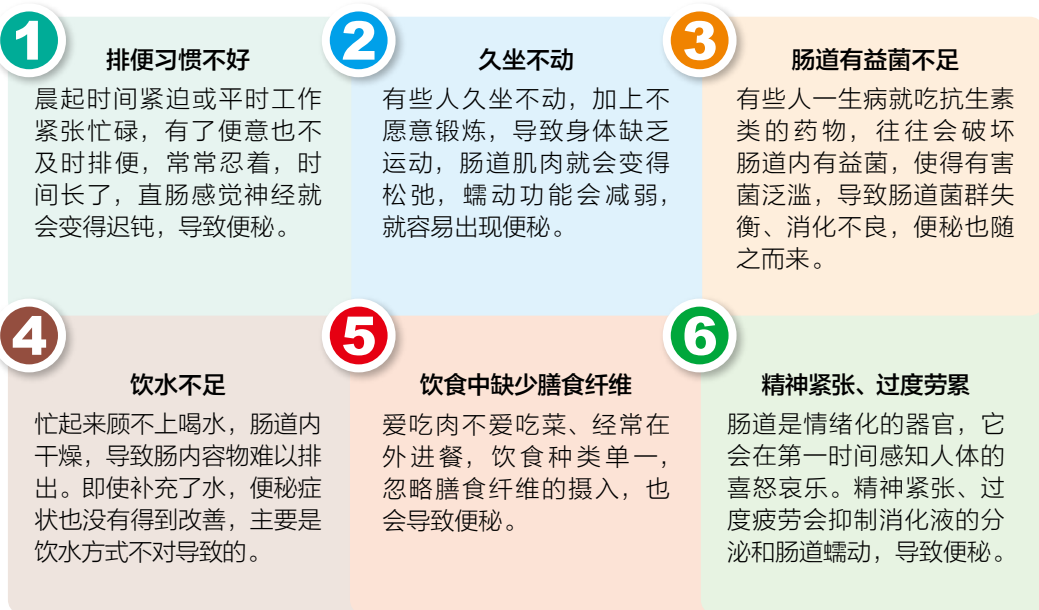 1
排便习惯不好
晨起时间紧迫或平时工作
紧张忙碌，有了便意也不
及时排便，常常忍着，时
间长了，直肠感觉神经就
会变得迟钝，导致便秘。
2
久坐不动
有些人久坐不动，加上不
愿意锻炼，导致身体缺乏
运动，肠道肌肉就会变得
松弛，蠕动功能会减弱，
就容易出现便秘。
3
肠道有益菌不足
有些人一生病就吃抗生素
类的药物，往往会破坏
肠道内有益菌，使得有害
菌泛滥，导致肠道菌群失
衡、消化不良，便秘也随
之而来。
4
饮水不足
忙起来顾不上喝水，肠道内
干燥，导致肠内容物难以排
出。即使补充了水，便秘症
状也没有得到改善，主要是
饮水方式不对导致的。
5
饮食中缺少膳食纤维
爱吃肉不爱吃菜、经常在
外进餐，饮食种类单一，
忽略膳食纤维的摄入，也
会导致便秘。
6
精神紧张、过度劳累
肠道是情绪化的器官，它
会在第一时间感知人体的
喜怒哀乐。精神紧张、过
度疲劳会抑制消化液的分
泌和肠道蠕动，导致便秘。